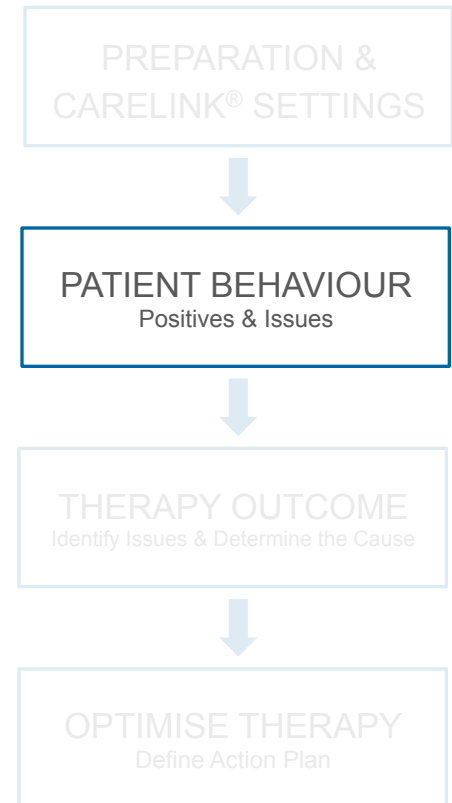 PREPARATION &
CARELINK® SETTINGS
PATIENT BEHAVIOUR
Positives & Issues
THERAPY OUTCOME
Identify Issues & Determine the Cause
OPTIMISE THERAPY
Define Action Plan